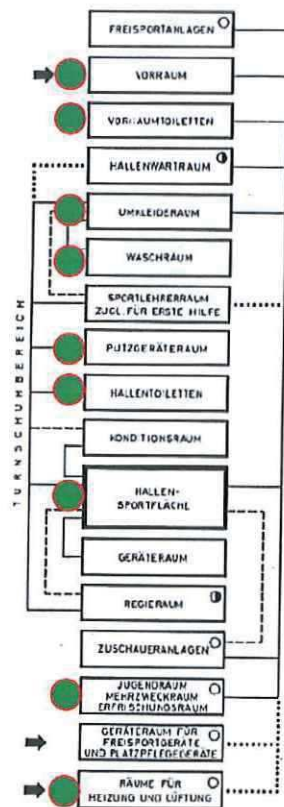 FREISPORTANLAGEN
VORRAUM
VORRAUMTOILETTEN
HALLENWARTRAUM
UMKLEIDERAUM
WASCHRAUM
SPORTLEHRERRAUM
ZUGL. FÜR ERSTE HILFE
PUTZGERÄTERAUM
HALLENTOILETTEN
KONDITIONSRAUM
TURNSCHUHBEREICH
HALLEN-
SPORTFLÄCHE
GERÄTERAUM
REGIERAUM
ZUSCHAUERANLAGEN
JUGENDRAUM
MEHRZWECKRAUM
ERFRISCHUNGSRAUM
GERÄTERAUM FÜR
FREISPORTGERÄTE
UND PLATZPFLEGEGERÄTE
RÄUME FÜR
HEIZUNG UND LÜFTUNG